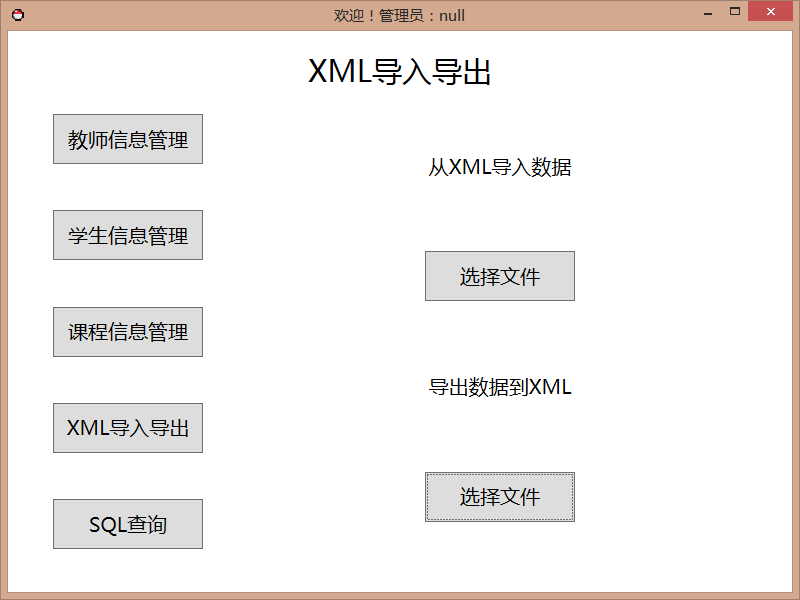 欢迎！管理员：null
XML导入导出
教师信息管理
从XML导入数据
学生信息管理
选择文件
课程信息管理
导出数据到XML
XML导入导出
选择文件
SQL查询